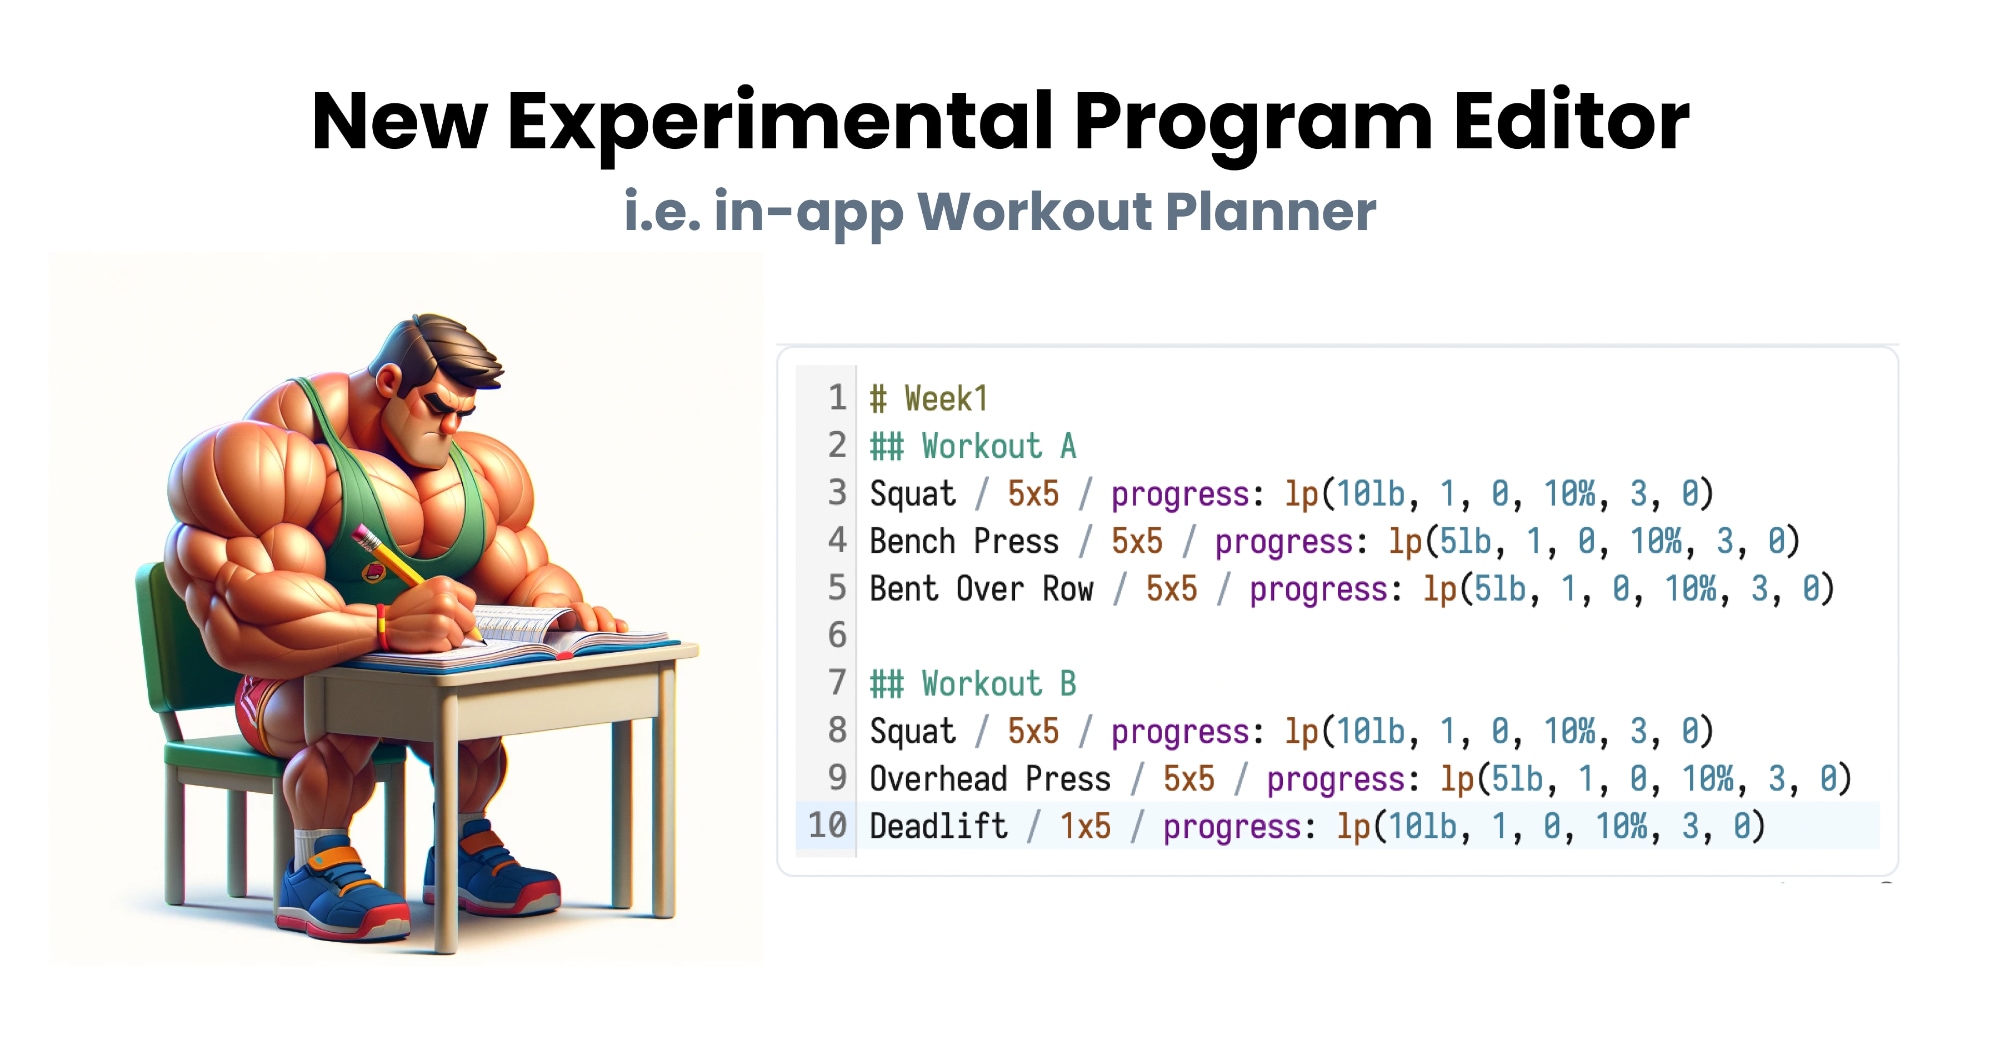 New Experimental Program Editor
i.e. in-app Workout Planner
1 # Week1
2 ## Workout A
3 Squat / 5x5 / progress: lp(10lb, 1, 0, 10%, 3, 0)
4 Bench Press / 5x5 / progress: lp(5lb, 1, 0, 10%, 3, 0)
5 Bent Over Row / 5x5 / progress: lp(5lb, 1, 0, 10%, 3, 0)
6
7 ## Workout B
8 Squat / 5x5 / progress: lp(10lb, 1, 0, 10%, 3, 0)
9 Overhead Press / 5x5 / progress: lp(5lb, 1, 0, 10%, 3, 0)
10 Deadlift / 1x5 / progress: lp(10lb, 1, 0, 10%, 3, 0)